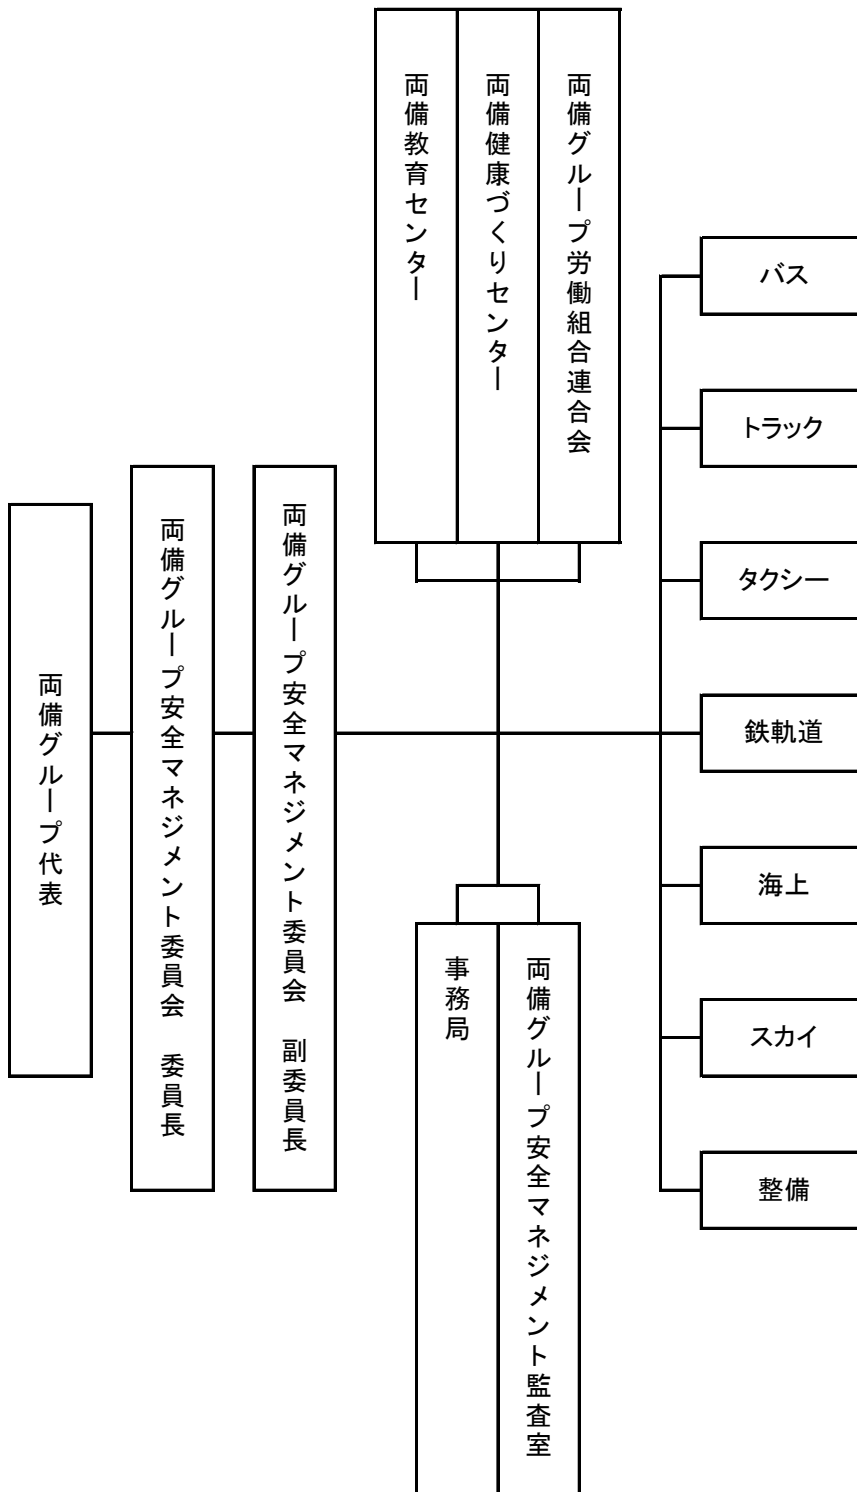 両備グループ代表
両備グループ安全マネジメント委員会　委員長
両備グループ安全マネジメント委員会　副委員長
両備教育センター
両備健康づくりセンター
両備グループ労働組合連合会
事務局
両備グループ安全マネジメント監査室
バス
トラック
タクシー
鉄軌道
海上
スカイ
整備